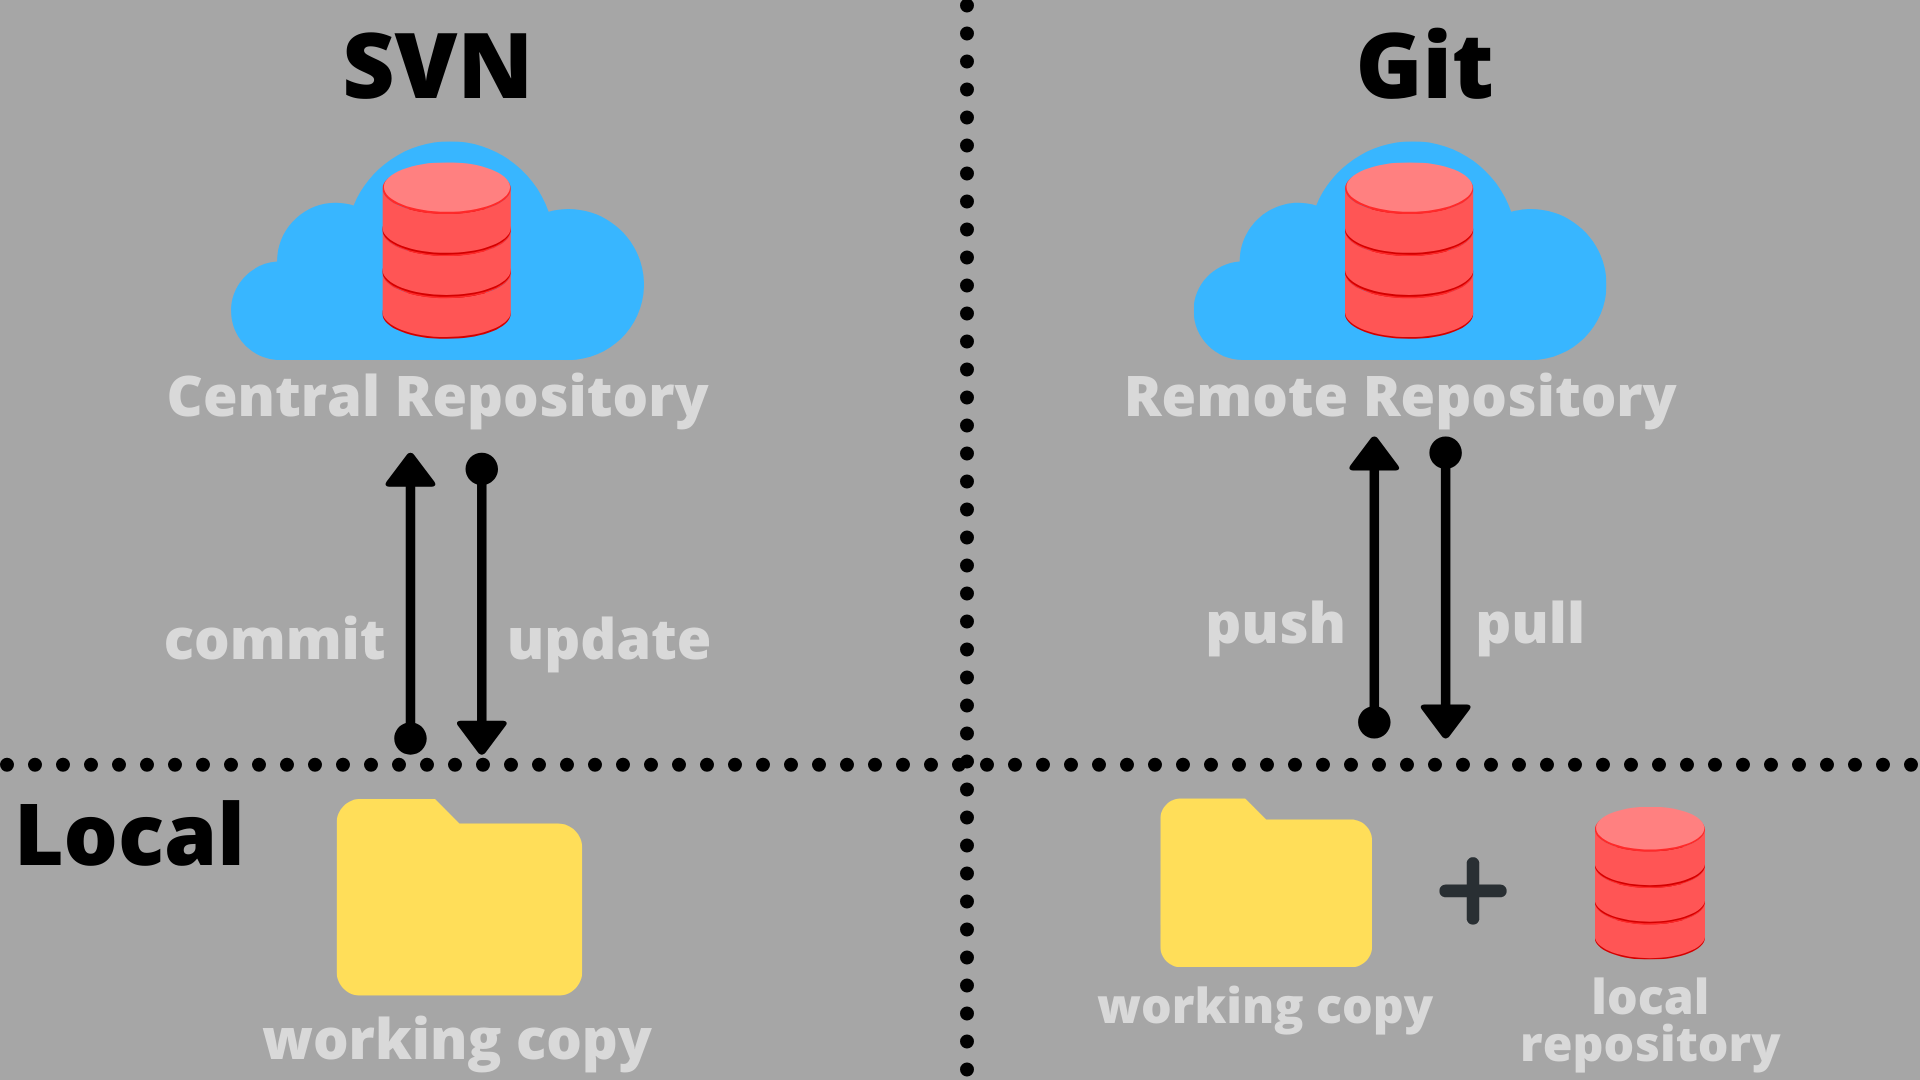 SVN
Git
Central Repository
Remote Repository
commit
update
push
pull
Local
working copy
working copy
local
repository